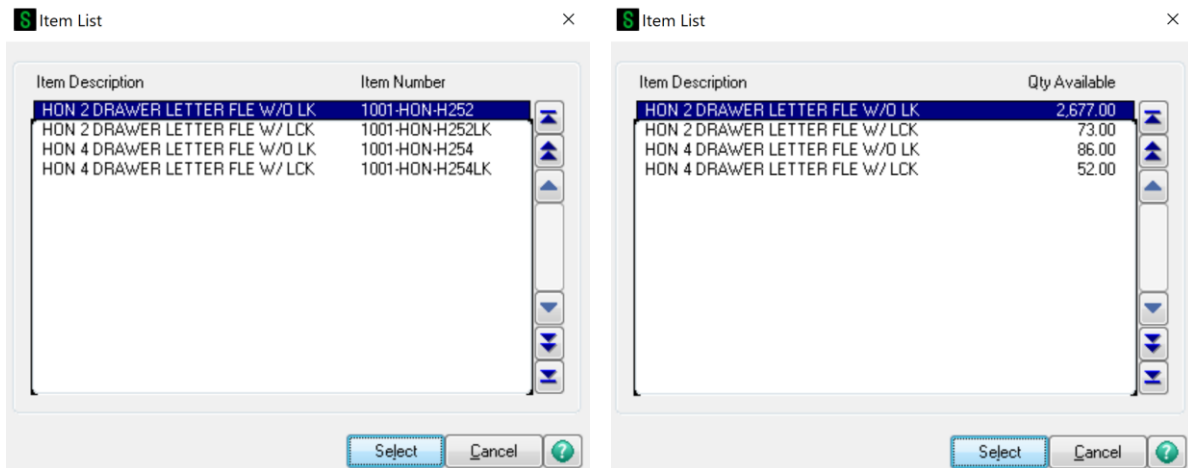 S Item List
Item Description Item Number
HON 2 DRAWER LETTER FLE W/O LK 1001-HON-H252
HON 2 DRAWER LETTER FLE W/ LCK 1001-HON-H252LK
HON 4 DRAWER LETTER FLE W/O LK 1001-HON-H254
HON 4 DRAWER LETTER FLE W/ LCK 1001-HON-H254LK
Select Cancel ?
S Item List
Item Description Qty Available
HON 2 DRAWER LETTER FLE W/O LK 2,677.00
HON 2 DRAWER LETTER FLE W/ LCK 73.00
HON 4 DRAWER LETTER FLE W/O LK 86.00
HON 4 DRAWER LETTER FLE W/ LCK 52.00
Select Cancel ?